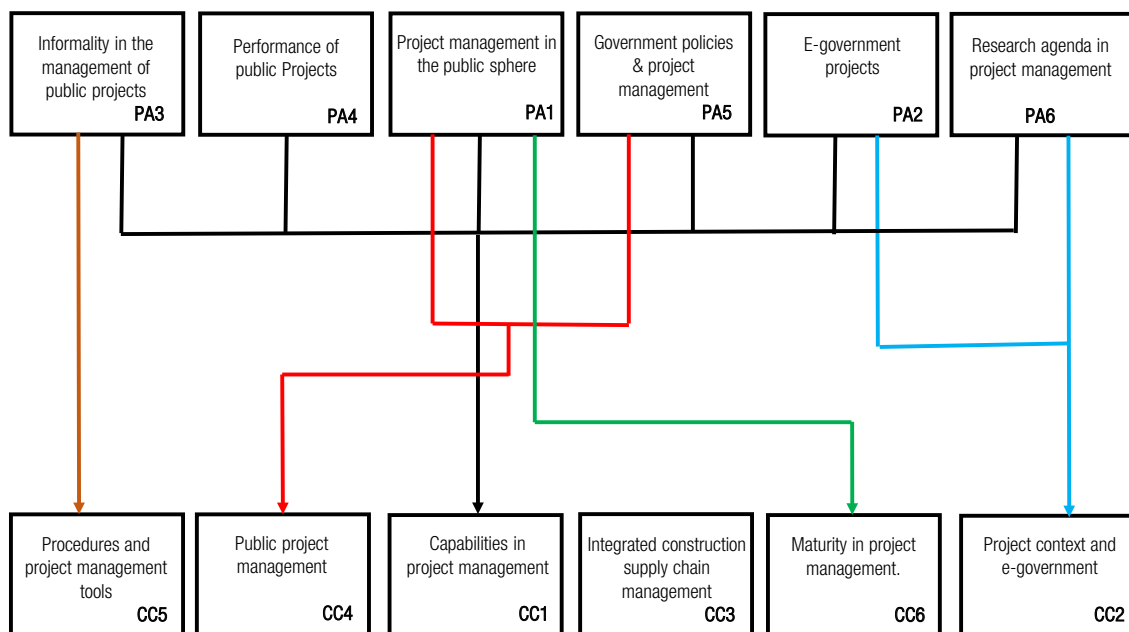 Informality in the
management of
public projects
PA3
Performance of
public Projects
PA4
Project management in
the public sphere
PA1
Government policies
& project
management
PA5
E-government
projects
PA2
Research agenda in
project management
PA6
Procedures and
project management
tools
CC5
Public project
management
CC4
Capabilities in
project management
CC1
Integrated construction
supply chain
management
CC3
Maturity in project
management.
CC6
Project context and
e-government
CC2